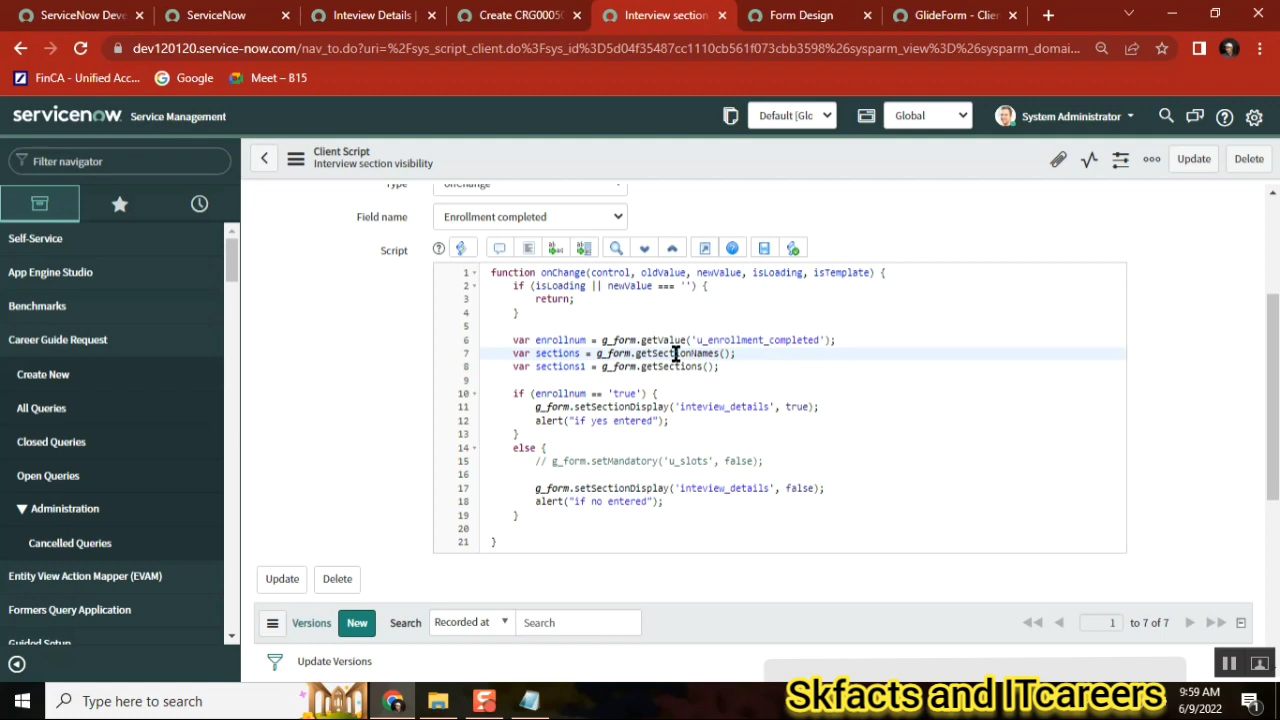 ServiceNow Deve
ServiceNow
Inteview Details |
Create CRG0005(
Interview section
Form Design
GlideForm - Clien
dev120120.service-now.com/nav_to.do?uri=%2Fsys_script_client.do%3Fsys_id%3D5d04f35487cc1110cb561f073cbb3598%26sysparm_view%3D%26sysparm_domai...
FinCA - Unified Acc...
Google
Meet – B15
servicenow Service Management
Default [Glc
Global
System Administrator
Filter navigator
Client Script
Interview section visibility
Update
Delete
Self-Service
App Engine Studio
Benchmarks
Career Guide Request
Create New
All Queries
Closed Queries
Open Queries
Administration
Cancelled Queries
Entity View Action Mapper (EVAM)
Formers Query Application
Guided Setup
Type
onChange
Field name
Enrollment completed
Script
1 function onChange(control, oldValue, newValue, isLoading, isTemplate) {
2 if (isLoading || newValue === '') {
3 return;
4 }
5
6 var enrollnum = g_form.getValue('u_enrollment_completed');
7 var sections = g_form.getSectionNames();
8 var sections1 = g_form.getSections();
9
10 if (enrollnum == 'true') {
11 g_form.setSectionDisplay('inteview_details', true);
12 alert("if yes entered");
13 }
14 else {
15 // g_form.setMandatory('u_slots', false);
16
17 g_form.setSectionDisplay('inteview_details', false);
18 alert("if no entered");
19 }
20
21 }
Update
Delete
Versions
New
Search
Recorded at
Search
1 to 7 of 7
Update Versions
Skfacts and ITcareers
Type here to search
9:59 AM
6/9/2022
1